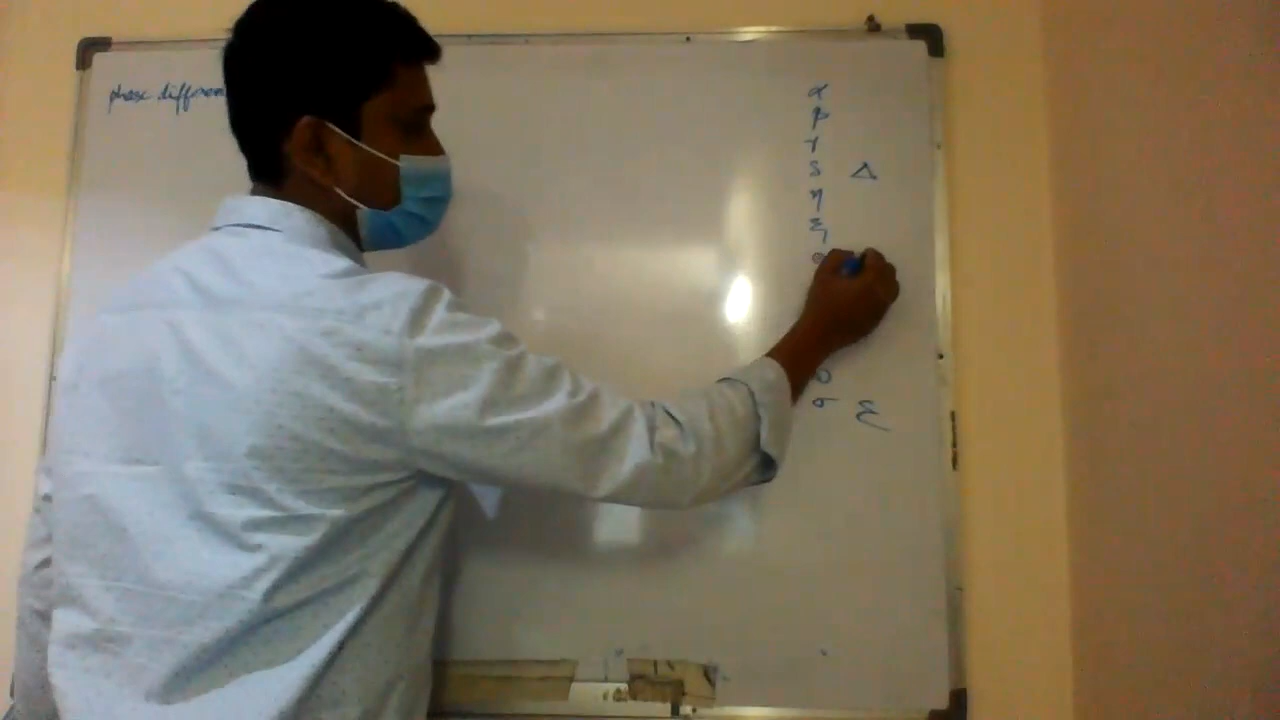 phase differen
α
β
γ
δ Δ
η
ξ
σ Σ